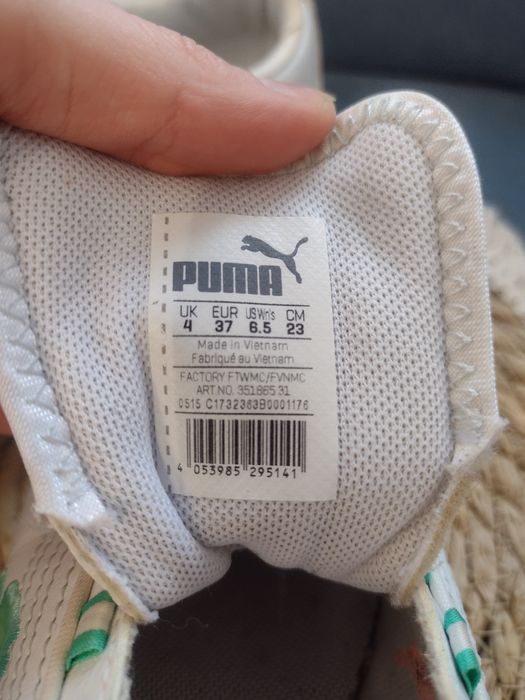 PUMA
UK EUR US Wn's CM
4 37 6.5 23
Made in Vietnam
Fabriqué au Vietnam
FACTORY FTWMC/FVNMC
ART.NO. 351865 31
0515 C1732363B0001176
4 053985 295141